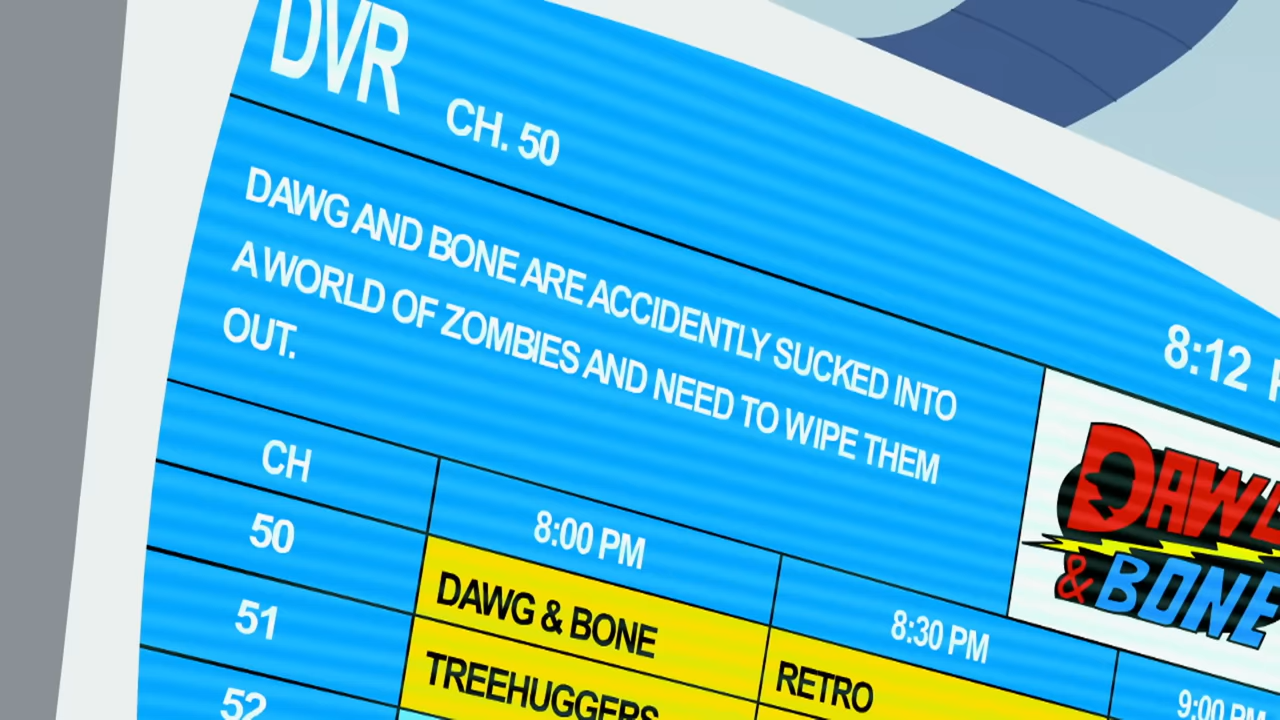 DVR
CH. 50
8:12
DAWG AND BONE ARE ACCIDENTLY SUCKED INTO
A WORLD OF ZOMBIES AND NEED TO WIPE THEM
OUT.
DAWG
& BONE
CH
8:00 PM
8:30 PM
9:00 PM
50
DAWG & BONE
RETRO
51
TREEHUGGERS
52